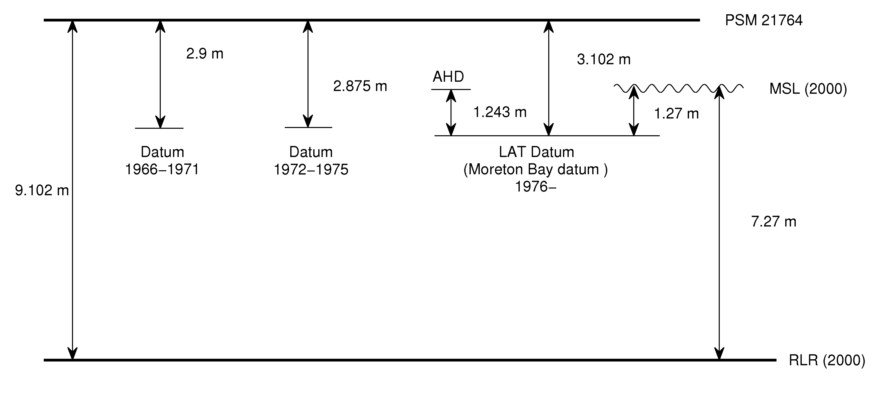 PSM 21764
2.9 m
3.102 m
AHD
2.875 m
MSL (2000)
1.243 m
1.27 m
Datum
1966−1971
Datum
1972−1975
LAT Datum
(Moreton Bay datum )
1976−
9.102 m
7.27 m
RLR (2000)